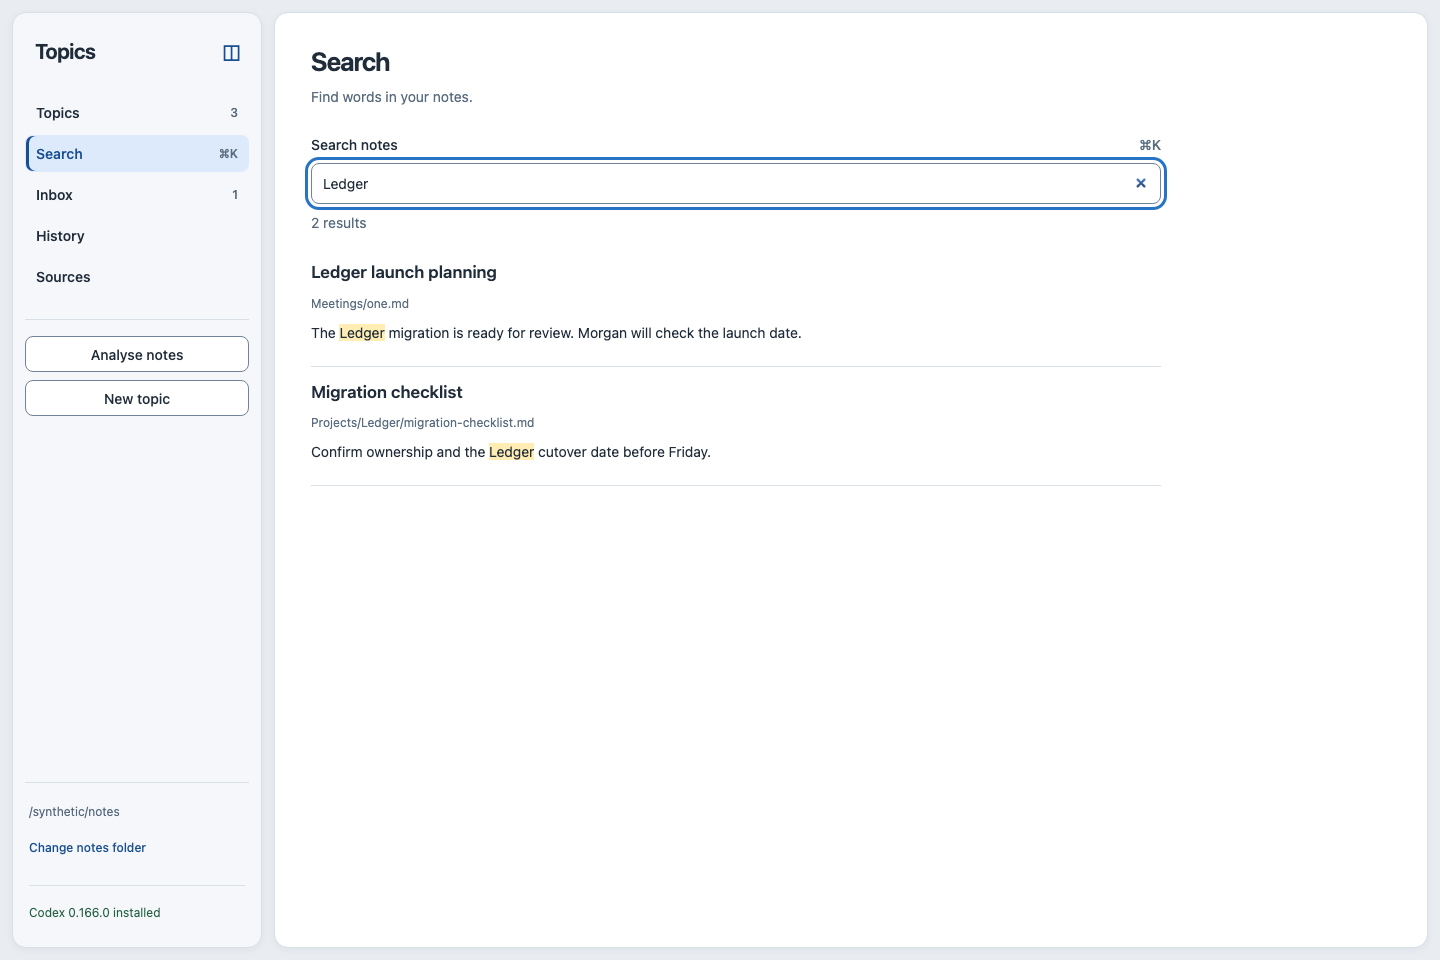 Topics
Topics 3
Search ⌘K
Inbox 1
History
Sources
Analyse notes
New topic
/synthetic/notes
Change notes folder
Codex 0.166.0 installed
Search
Find words in your notes.
Search notes ⌘K
Ledger ×
2 results
Ledger launch planning
Meetings/one.md
The Ledger migration is ready for review. Morgan will check the launch date.
Migration checklist
Projects/Ledger/migration-checklist.md
Confirm ownership and the Ledger cutover date before Friday.